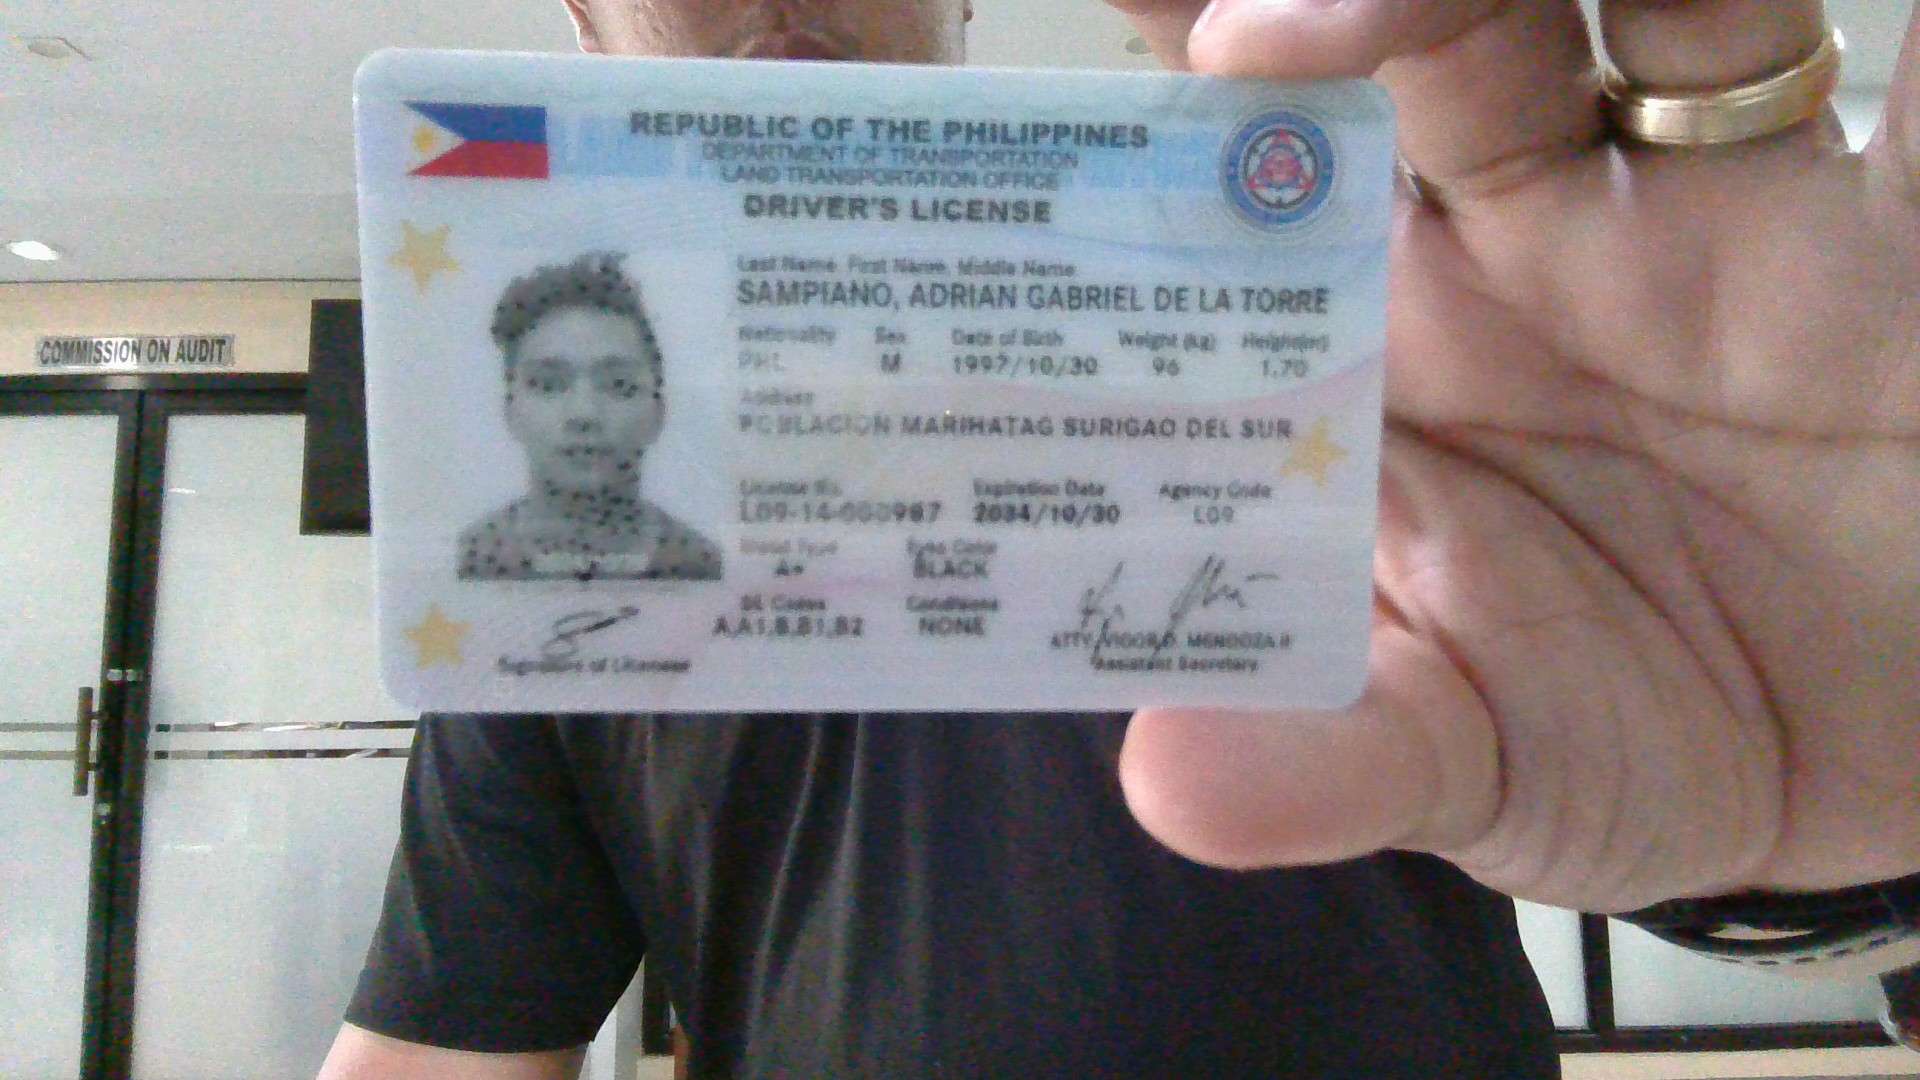 REPUBLIC OF THE PHILIPPINES
DEPARTMENT OF TRANSPORTATION
LAND TRANSPORTATION OFFICE
DRIVER'S LICENSE
Last Name, First Name, Middle Name
SAMPIANO, ADRIAN GABRIEL DE LA TORRE
Nationality Sex Date of Birth Weight (kg) Height(m)
PHL M 1997/10/30 96 1.70
Address
POBLACION MARIHATAG SURIGAO DEL SUR
License No. Expiration Date Agency Code
2034/10/30 L09
Blood Type Eyes Color
A+ BLACK
DL Codes Conditions
A,A1,B,B1,B2 NONE
ATTY. VIGOR D. MENDOZA II
Signature of Licensee Assistant Secretary
COMMISSION ON AUDIT